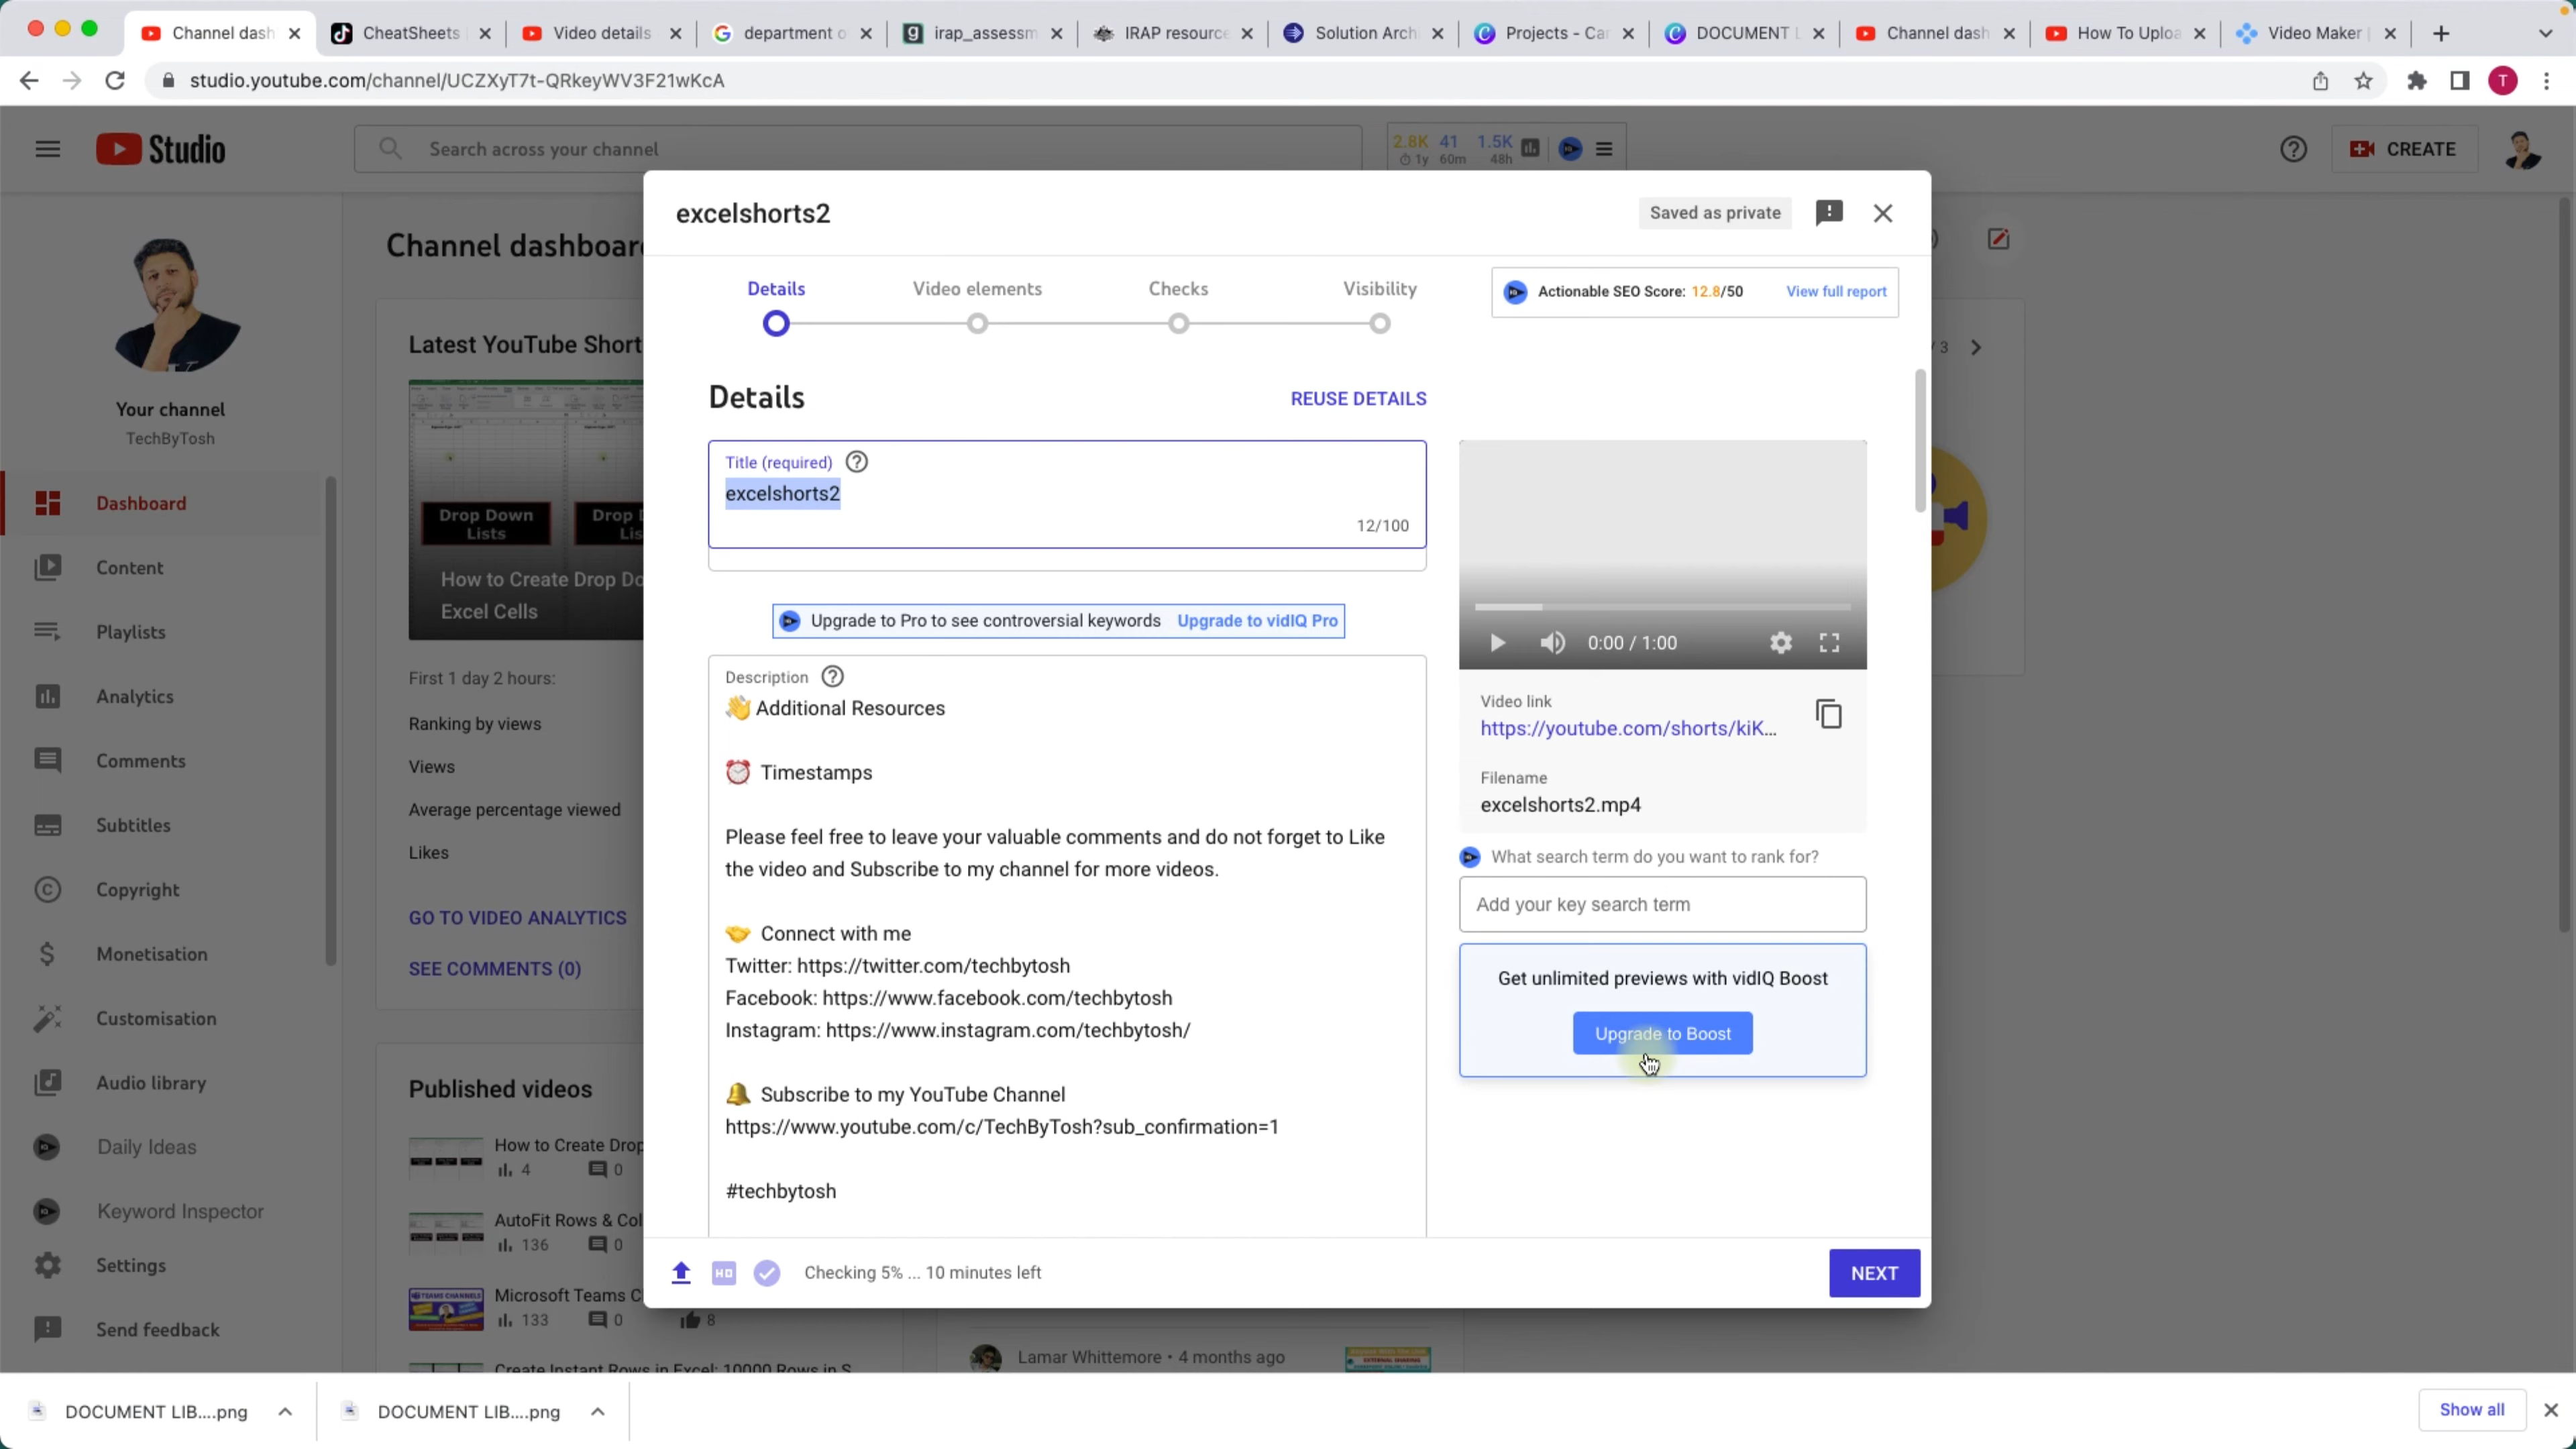 Channel dash
CheatSheets
Video details
department o
irap_assessm
IRAP resource
Solution Arch
Projects - Can
DOCUMENT L
Channel dash
How To Uploa
Video Maker |
studio.youtube.com/channel/UCZXyT7t-QRkeyWV3F21wKcA
T
Studio
Search across your channel
2.8K 41 1.5K
1y 60m 48h
CREATE
Your channel
TechByTosh
Dashboard
Content
Playlists
Analytics
Comments
Subtitles
Copyright
Monetisation
Customisation
Audio library
Daily Ideas
Keyword Inspector
Settings
Send feedback
Channel dashboar
Latest YouTube Short
Drop Down
Lists
Drop
Lis
How to Create Drop Do
Excel Cells
First 1 day 2 hours:
Ranking by views
Views
Average percentage viewed
Likes
GO TO VIDEO ANALYTICS
SEE COMMENTS (0)
Published videos
How to Create Drop
4 0
AutoFit Rows & Col
136 0
Microsoft Teams C
133 0 8
Create Instant Rows in Excel: 10000 Rows in S
Lamar Whittemore • 4 months ago
/ 3
excelshorts2
Saved as private
Details
Video elements
Checks
Visibility
Actionable SEO Score: 12.8/50 View full report
Details
REUSE DETAILS
Title (required)
excelshorts2
12/100
Upgrade to Pro to see controversial keywords Upgrade to vidIQ Pro
Description
👋 Additional Resources
⏰ Timestamps
Please feel free to leave your valuable comments and do not forget to Like
the video and Subscribe to my channel for more videos.
🤝 Connect with me
Twitter: https://twitter.com/techbytosh
Facebook: https://www.facebook.com/techbytosh
Instagram: https://www.instagram.com/techbytosh/
🔔 Subscribe to my YouTube Channel
https://www.youtube.com/c/TechByTosh?sub_confirmation=1
#techbytosh
0:00 / 1:00
Video link
https://youtube.com/shorts/kiK...
Filename
excelshorts2.mp4
What search term do you want to rank for?
Add your key search term
Get unlimited previews with vidIQ Boost
Upgrade to Boost
HD
Checking 5% ... 10 minutes left
NEXT
DOCUMENT LIB....png
DOCUMENT LIB....png
Show all